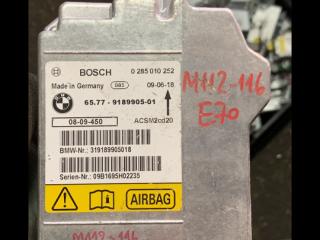 BOSCH 0 285 010 252
Made in Germany 09-06-18
65.77 - 9189905-01
08-09-450 ACSM2cd20
BMW-Nr.: 319189905018
Serien-Nr.: 09B1695H02235
AIRBAG
M112-116
E70
M112-116